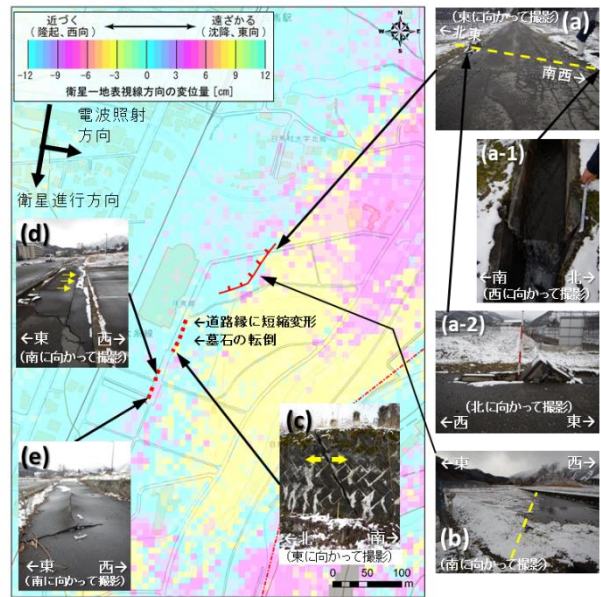 近づく
(隆起、西向)
遠ざかる
(沈降、東向)
-12 -9 -6 -3 0 3 6 9 12
衛星－地表視線方向の変位量 [cm]
電波照射
方向
衛星進行方向
(d)
←東 西→
(南に向かって撮影)
←道路縁に短縮変形
←墓石の転倒
(e)
←東 西→
(南に向かって撮影)
(c)
←北 南→
(東に向かって撮影)
0 50 100
m
(東に向かって撮影)
(a)
←北東
南西→
(a-1)
←南 北→
(西に向かって撮影)
(a-2)
(北に向かって撮影)
←西 東→
←東 西→
(b)
(南に向かって撮影)